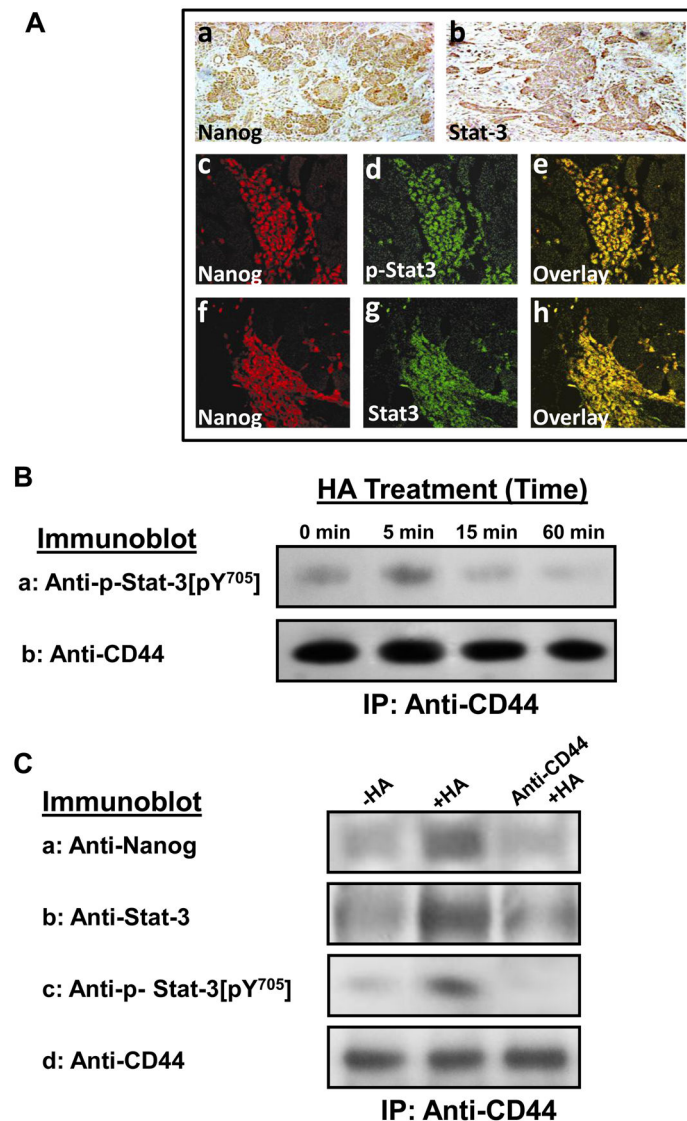 A
a
b
Nanog
Stat-3
c
d
e
Nanog
p-Stat3
Overlay
f
g
h
Nanog
Stat3
Overlay
B
HA Treatment (Time)
Immunoblot
0 min 5 min 15 min 60 min
a: Anti-p-Stat-3[pY⁷⁰⁵]
b: Anti-CD44
IP: Anti-CD44
C
Immunoblot
-HA
+HA
Anti-CD44
+HA
a: Anti-Nanog
b: Anti-Stat-3
c: Anti-p- Stat-3[pY⁷⁰⁵]
d: Anti-CD44
IP: Anti-CD44